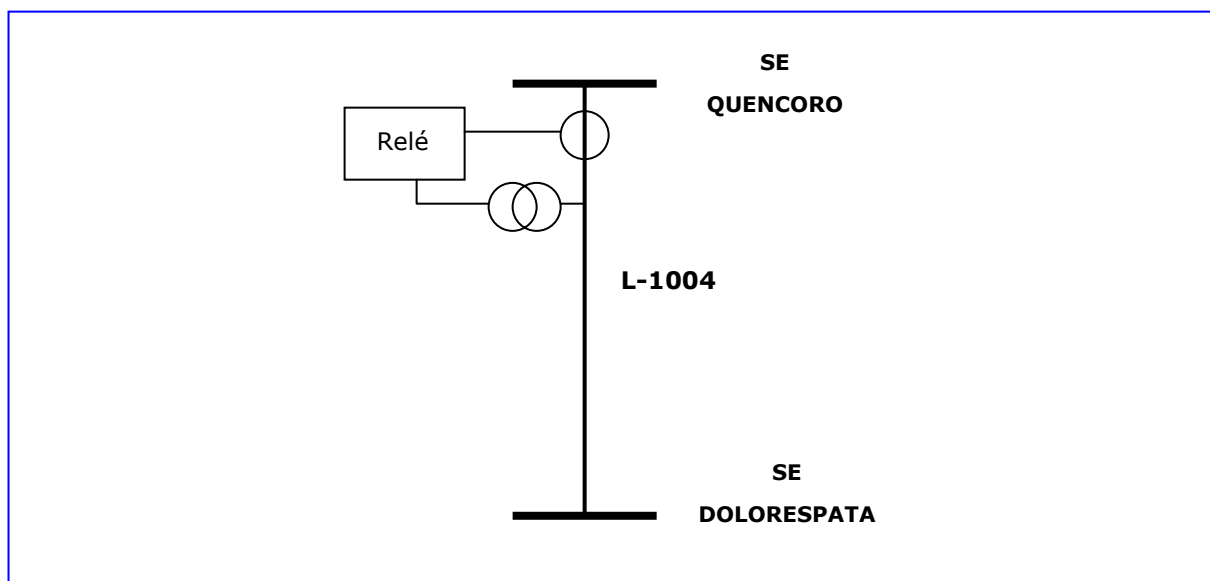 SE
QUENCORO
Relé
L-1004
SE
DOLORESPATA